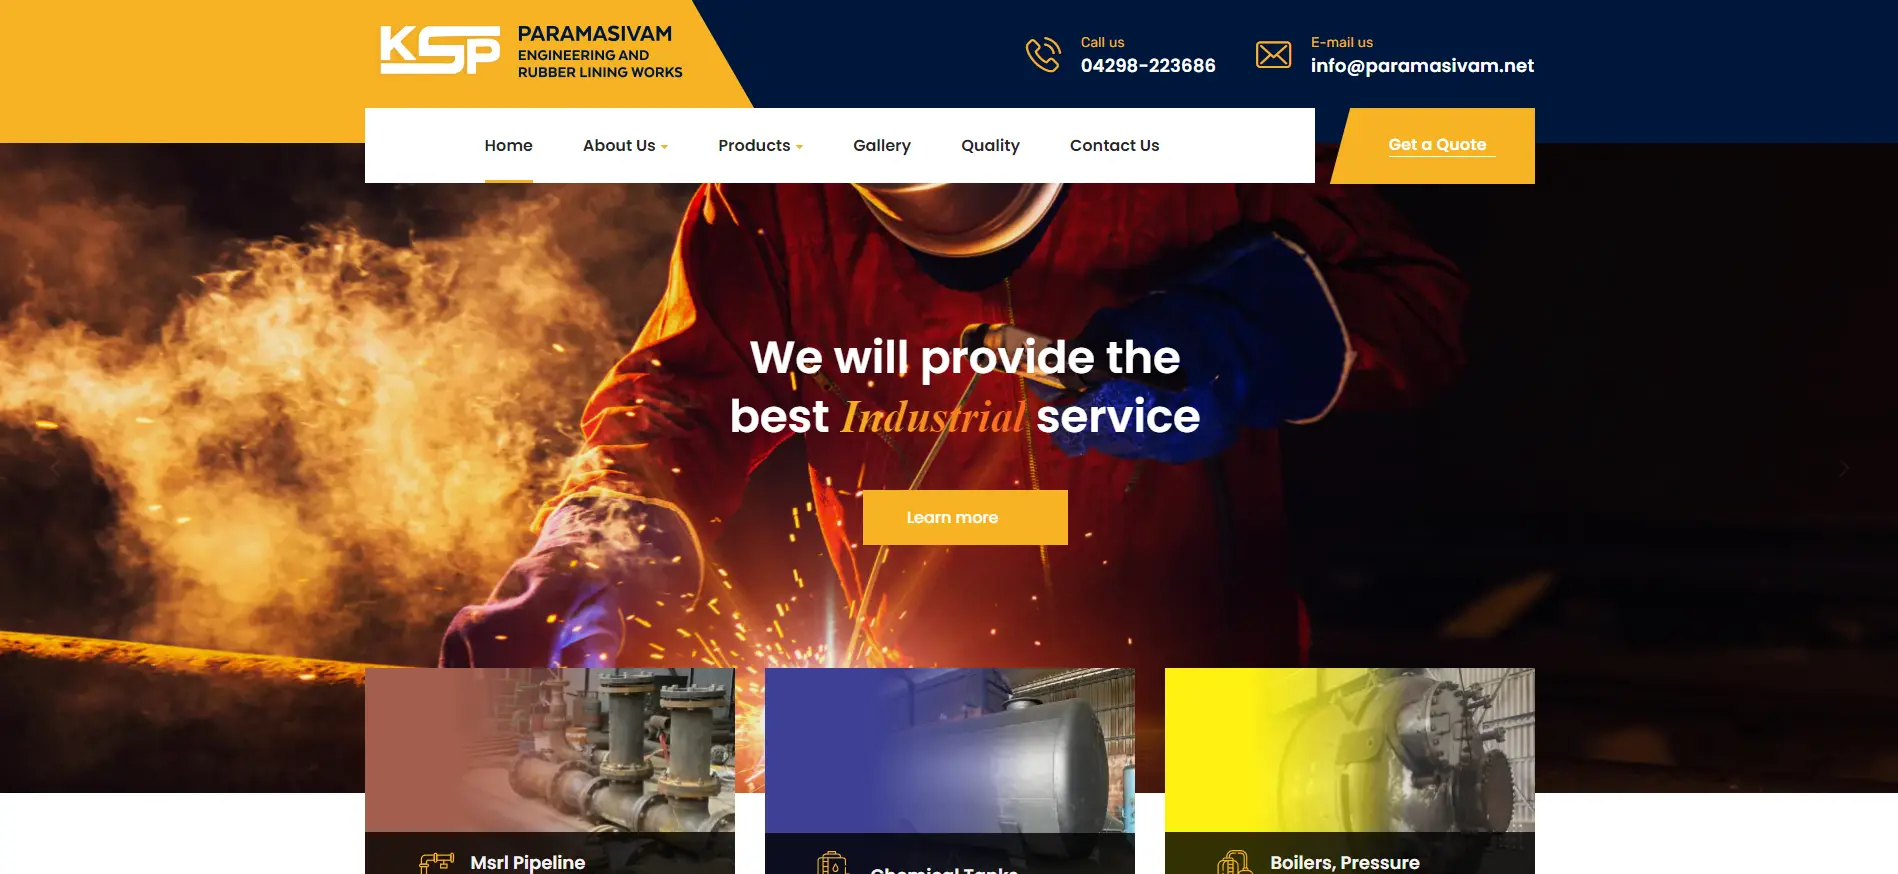 KSP
PARAMASIVAM
ENGINEERING AND
RUBBER LINING WORKS
Call us
04298-223686
E-mail us
info@paramasivam.net
Home
About Us
Products
Gallery
Quality
Contact Us
Get a Quote
We will provide the
best Industrial service
Learn more
Msrl Pipeline
Chemical Tanks
Boilers, Pressure